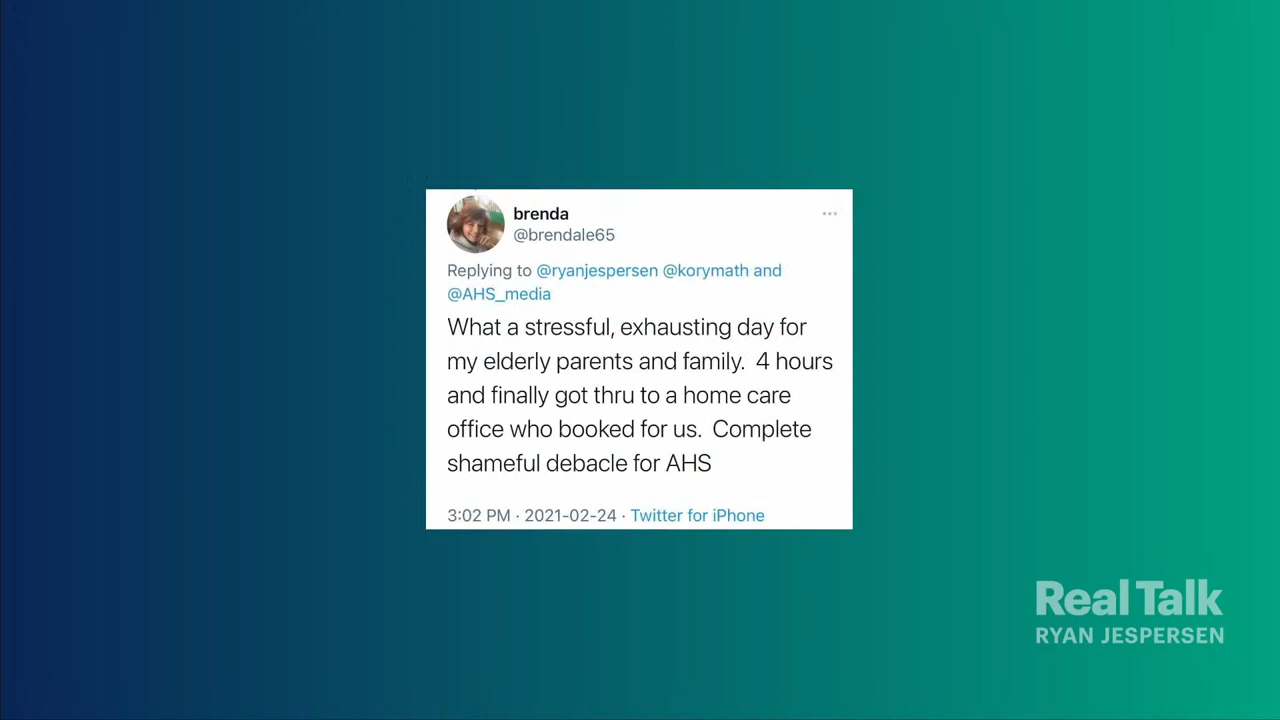 brenda
@brendale65
Replying to @ryanjespersen @korymath and
@AHS_media
What a stressful, exhausting day for
my elderly parents and family.  4 hours
and finally got thru to a home care
office who booked for us.  Complete
shameful debacle for AHS
3:02 PM · 2021-02-24 · Twitter for iPhone
Real Talk
RYAN JESPERSEN